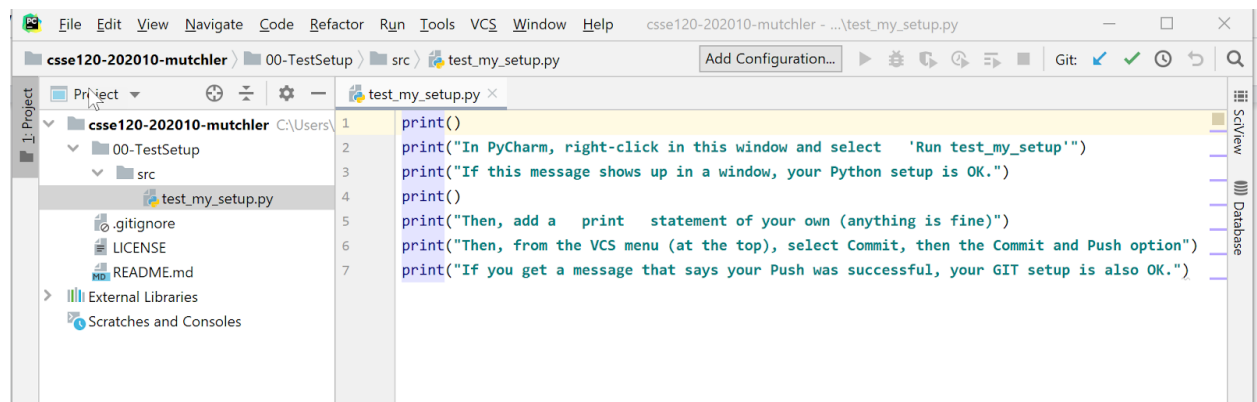 PC File Edit View Navigate Code Refactor Run Tools VCS Window Help csse120-202010-mutchler - ...\test_my_setup.py
csse120-202010-mutchler 00-TestSetup src test_my_setup.py Add Configuration... Git:
1: Project
Project
test_my_setup.py
csse120-202010-mutchler C:\Users\
00-TestSetup
src
test_my_setup.py
.gitignore
LICENSE
MD README.md
External Libraries
Scratches and Consoles
1 print()
2 print("In PyCharm, right-click in this window and select   'Run test_my_setup'")
3 print("If this message shows up in a window, your Python setup is OK.")
4 print()
5 print("Then, add a   print   statement of your own (anything is fine)")
6 print("Then, from the VCS menu (at the top), select Commit, then the Commit and Push option")
7 print("If you get a message that says your Push was successful, your GIT setup is also OK.")
SciView
Database